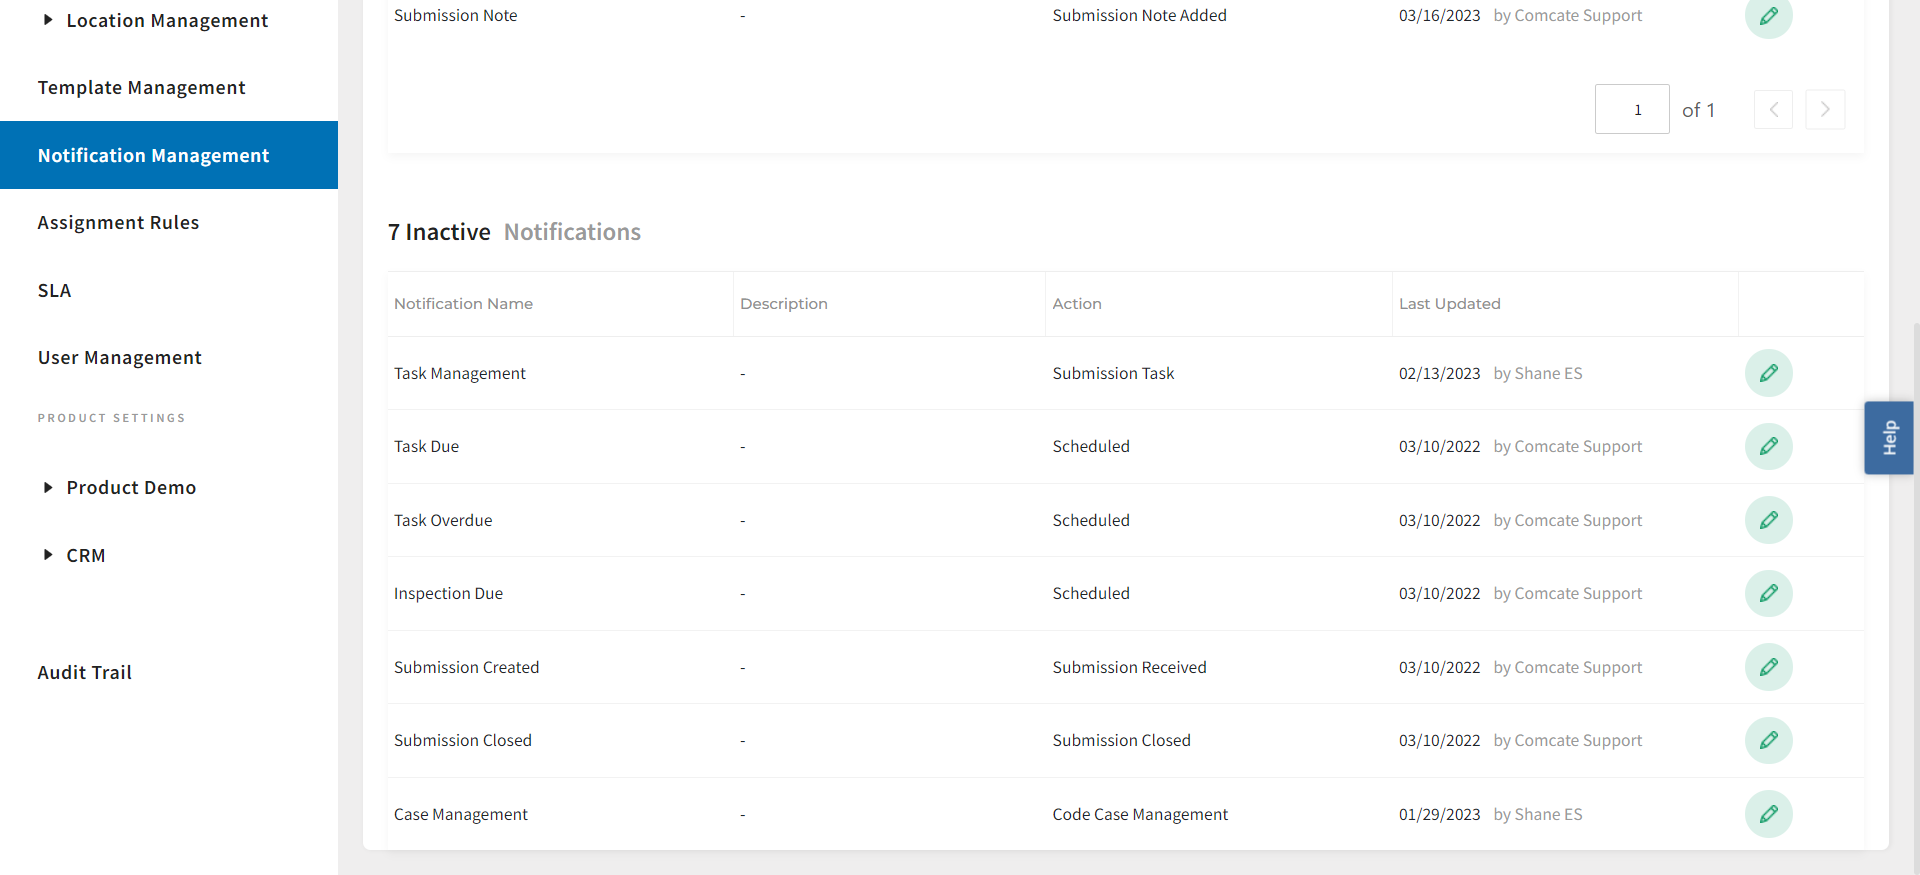 Location Management
Template Management
Notification Management
Assignment Rules
SLA
User Management
PRODUCT SETTINGS
Product Demo
CRM
Audit Trail
Submission Note - Submission Note Added 03/16/2023 by Comcate Support
1 of 1
7 Inactive Notifications
Notification Name Description Action Last Updated
Task Management - Submission Task 02/13/2023 by Shane ES
Task Due - Scheduled 03/10/2022 by Comcate Support
Task Overdue - Scheduled 03/10/2022 by Comcate Support
Inspection Due - Scheduled 03/10/2022 by Comcate Support
Submission Created - Submission Received 03/10/2022 by Comcate Support
Submission Closed - Submission Closed 03/10/2022 by Comcate Support
Case Management - Code Case Management 01/29/2023 by Shane ES
Help